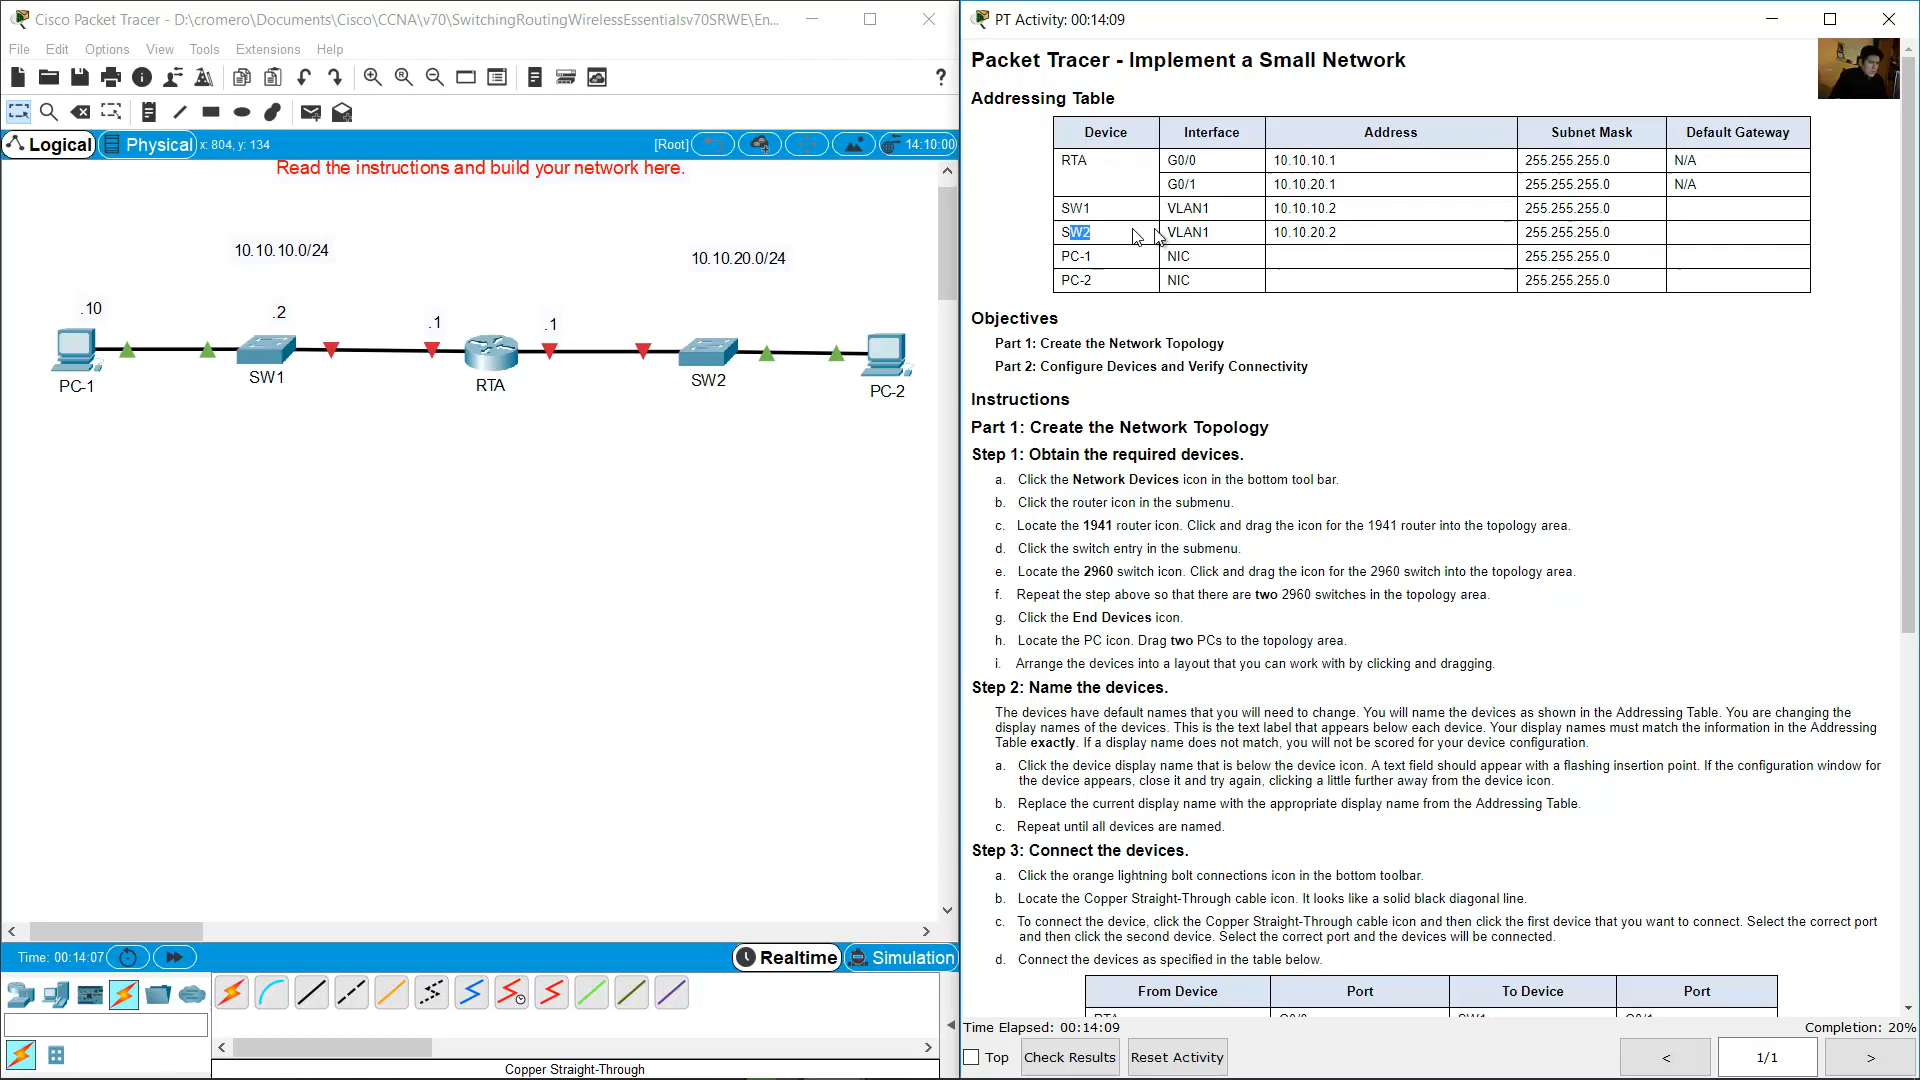 Cisco Packet Tracer - D:\cromero\Documents\Cisco\CCNA\v70\SwitchingRoutingWirelessEssentialsv70SRWE\En...
File Edit Options View Tools Extensions Help
?
Logical Physical x: 804, y: 134 [Root] 14:10:00
Read the instructions and build your network here.
10.10.10.0/24
10.10.20.0/24
.10
.2
.1
.1
PC-1
SW1
RTA
SW2
PC-2
Time: 00:14:07
Realtime Simulation
Copper Straight-Through
PT Activity: 00:14:09
Packet Tracer - Implement a Small Network
Addressing Table
Device Interface Address Subnet Mask Default Gateway
RTA G0/0 10.10.10.1 255.255.255.0 N/A
G0/1 10.10.20.1 255.255.255.0 N/A
SW1 VLAN1 10.10.10.2 255.255.255.0
SW2 VLAN1 10.10.20.2 255.255.255.0
PC-1 NIC 255.255.255.0
PC-2 NIC 255.255.255.0
Objectives
Part 1: Create the Network Topology
Part 2: Configure Devices and Verify Connectivity
Instructions
Part 1: Create the Network Topology
Step 1: Obtain the required devices.
a. Click the Network Devices icon in the bottom tool bar.
b. Click the router icon in the submenu.
c. Locate the 1941 router icon. Click and drag the icon for the 1941 router into the topology area.
d. Click the switch entry in the submenu.
e. Locate the 2960 switch icon. Click and drag the icon for the 2960 switch into the topology area.
f. Repeat the step above so that there are two 2960 switches in the topology area.
g. Click the End Devices icon.
h. Locate the PC icon. Drag two PCs to the topology area.
i. Arrange the devices into a layout that you can work with by clicking and dragging.
Step 2: Name the devices.
The devices have default names that you will need to change. You will name the devices as shown in the Addressing Table. You are changing the
display names of the devices. This is the text label that appears below each device. Your display names must match the information in the Addressing
Table exactly. If a display name does not match, you will not be scored for your device configuration.
a. Click the device display name that is below the device icon. A text field should appear with a flashing insertion point. If the configuration window for
the device appears, close it and try again, clicking a little further away from the device icon.
b. Replace the current display name with the appropriate display name from the Addressing Table.
c. Repeat until all devices are named.
Step 3: Connect the devices.
a. Click the orange lightning bolt connections icon in the bottom toolbar.
b. Locate the Copper Straight-Through cable icon. It looks like a solid black diagonal line.
c. To connect the device, click the Copper Straight-Through cable icon and then click the first device that you want to connect. Select the correct port
and then click the second device. Select the correct port and the devices will be connected.
d. Connect the devices as specified in the table below.
From Device Port To Device Port
Time Elapsed: 00:14:09 Completion: 20%
Top Check Results Reset Activity < 1/1 >